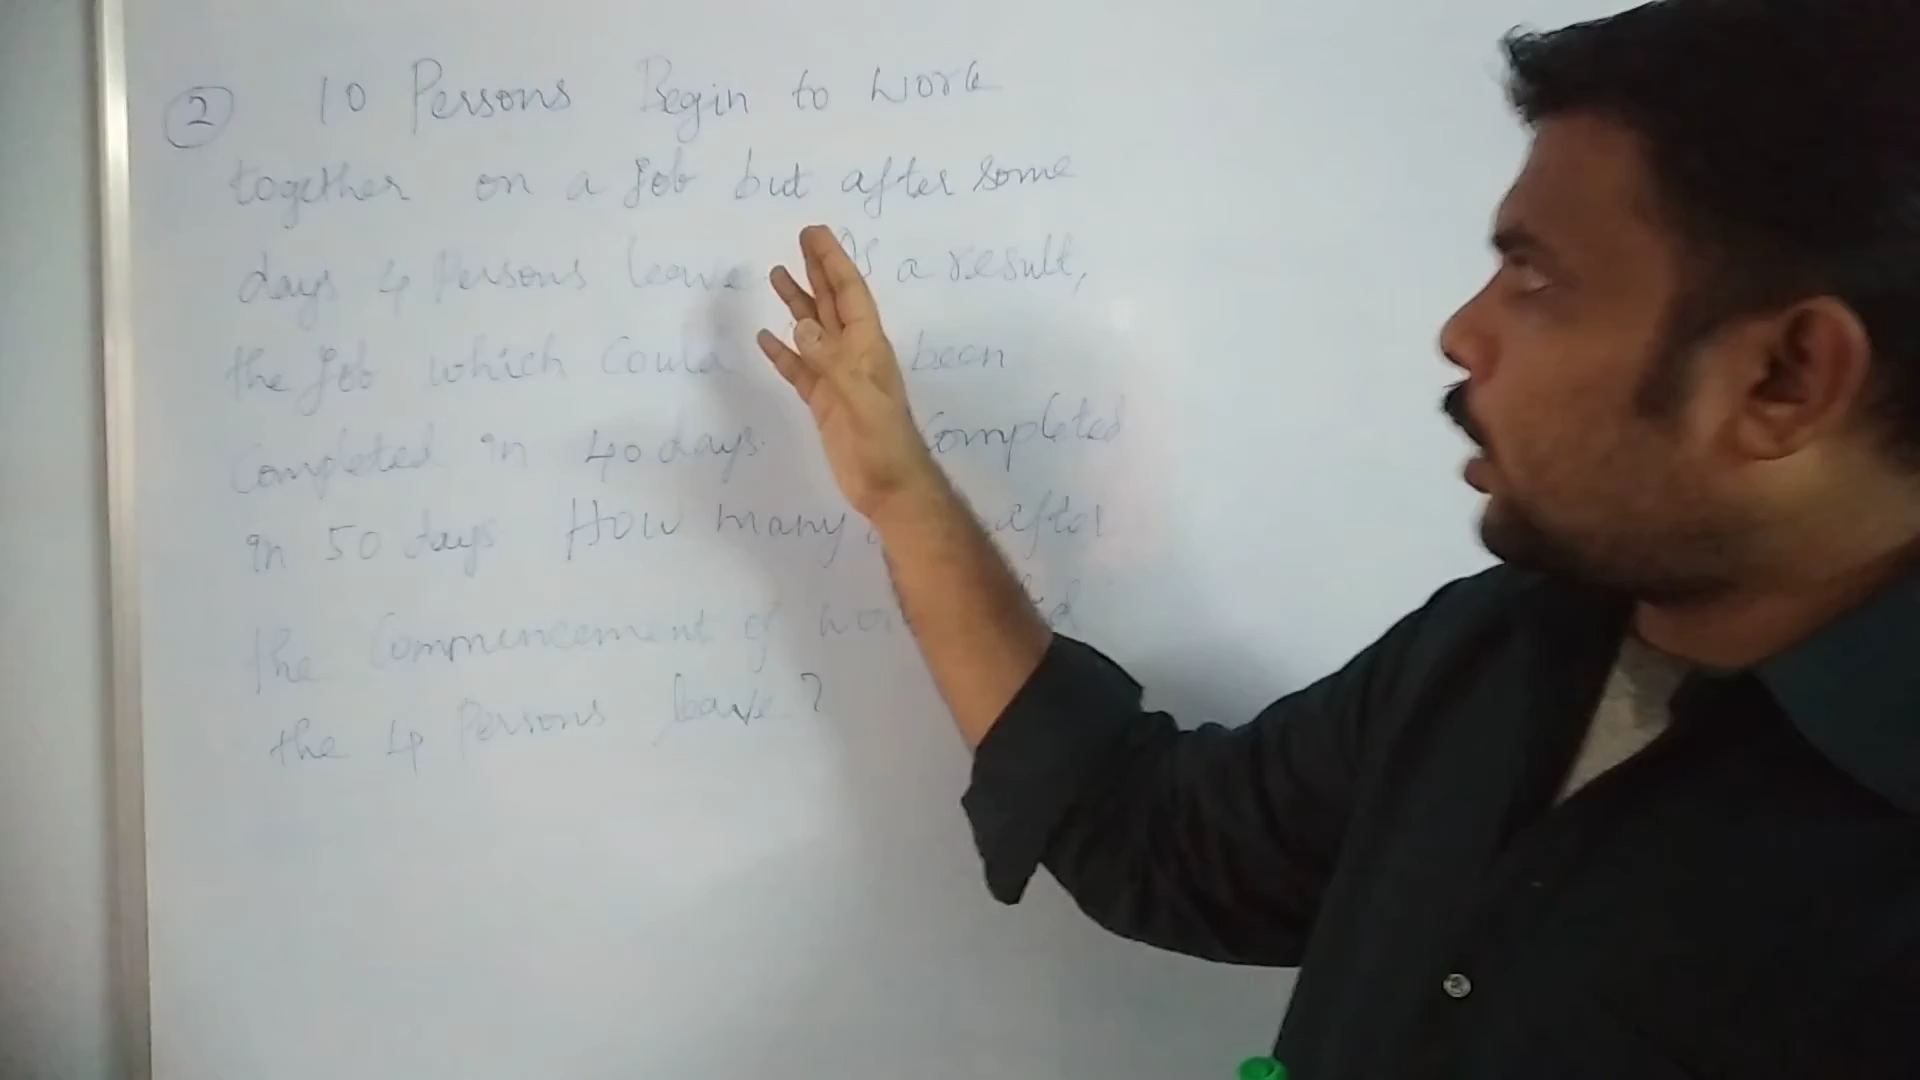 ② 10 Persons Begin to work
together on a job but after some
days 4 Persons leave As a result,
the job which Could been
Completed in 40 days. Completed
in 50 days How many after
the Commencement of
the 4 Persons leave?